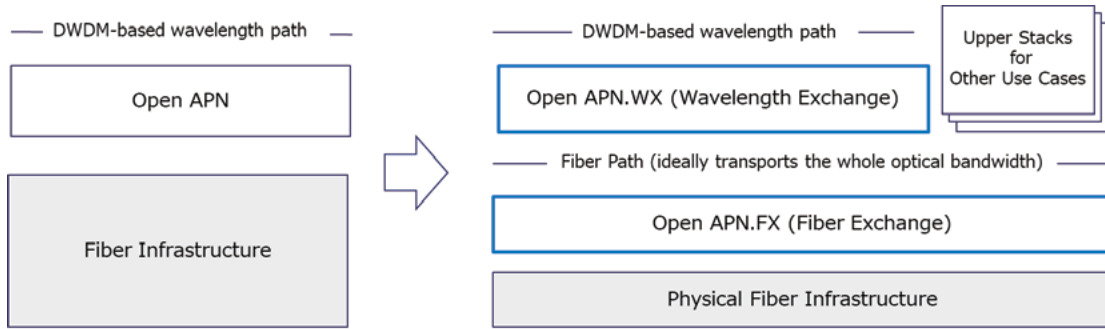 DWDM-based wavelength path
Open APN
Fiber Infrastructure
DWDM-based wavelength path
Upper Stacks
for
Other Use Cases
Open APN.WX (Wavelength Exchange)
Fiber Path (ideally transports the whole optical bandwidth)
Open APN.FX (Fiber Exchange)
Physical Fiber Infrastructure